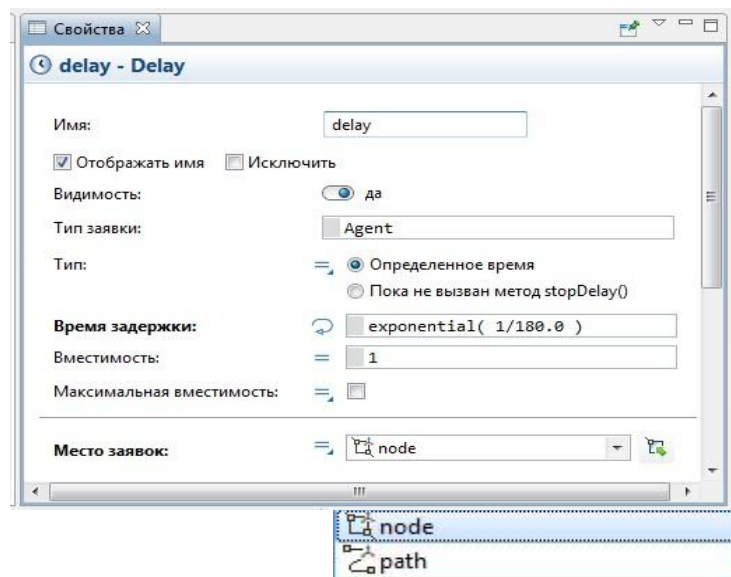 Свойства
delay - Delay
Имя: delay
Отображать имя Исключить
Видимость: да
Тип заявки: Agent
Тип: Определенное время
Пока не вызван метод stopDelay()
Время задержки: exponential( 1/180.0 )
Вместимость: = 1
Максимальная вместимость:
Место заявок: node
node
path